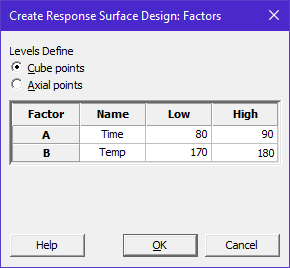 Create Response Surface Design: Factors
Levels Define
Cube points
Axial points
Factor Name Low High
A Time 80 90
B Temp 170 180
Help OK Cancel